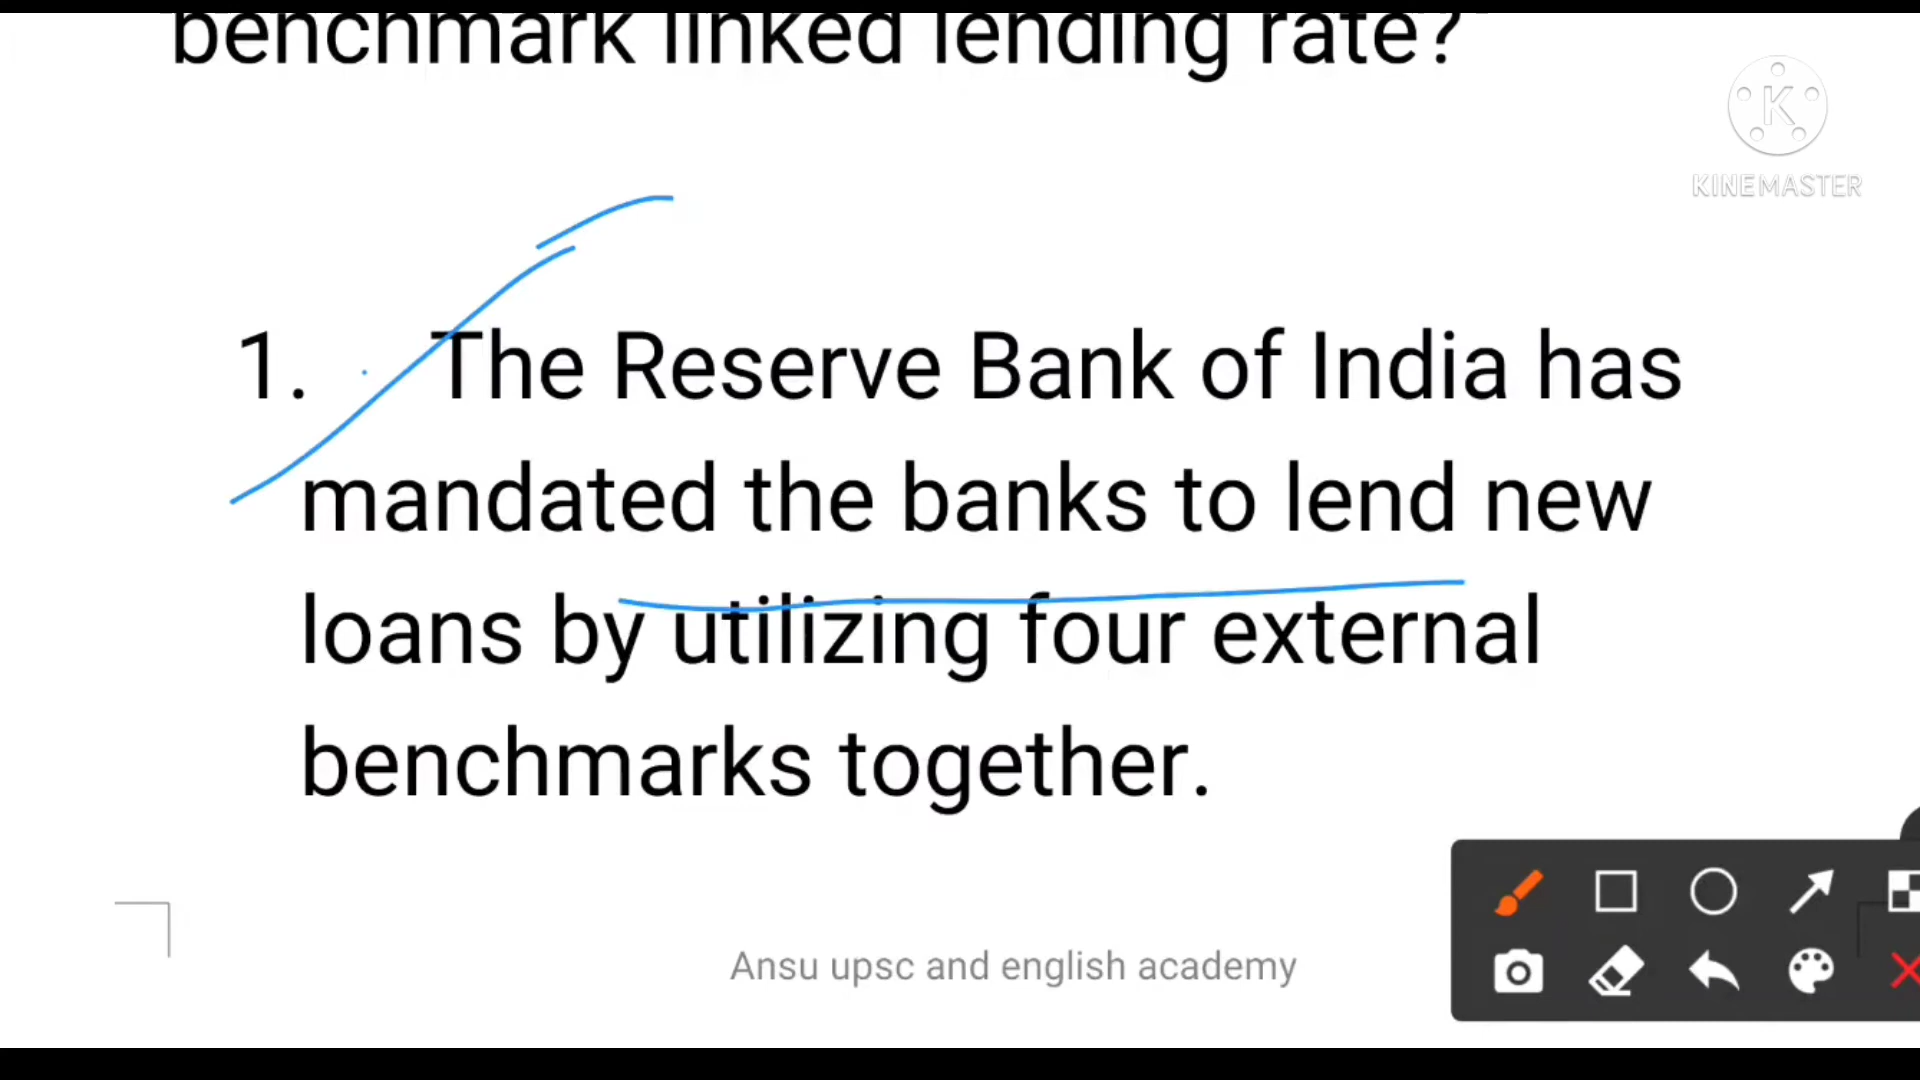 benchmark linked lending rate?
KINEMASTER
1. The Reserve Bank of India has
mandated the banks to lend new
loans by utilizing four external
benchmarks together.
Ansu upsc and english academy